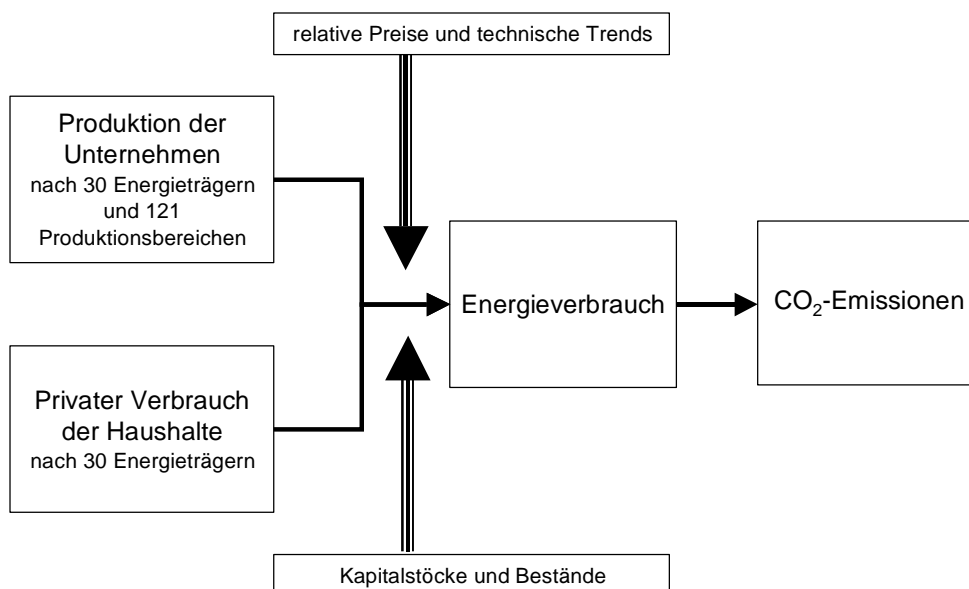 relative Preise und technische Trends
Produktion der
Unternehmen
nach 30 Energieträgern
und 121
Produktionsbereichen
Energieverbrauch
CO₂-Emissionen
Privater Verbrauch
der Haushalte
nach 30 Energieträgern
Kapitalstöcke und Bestände